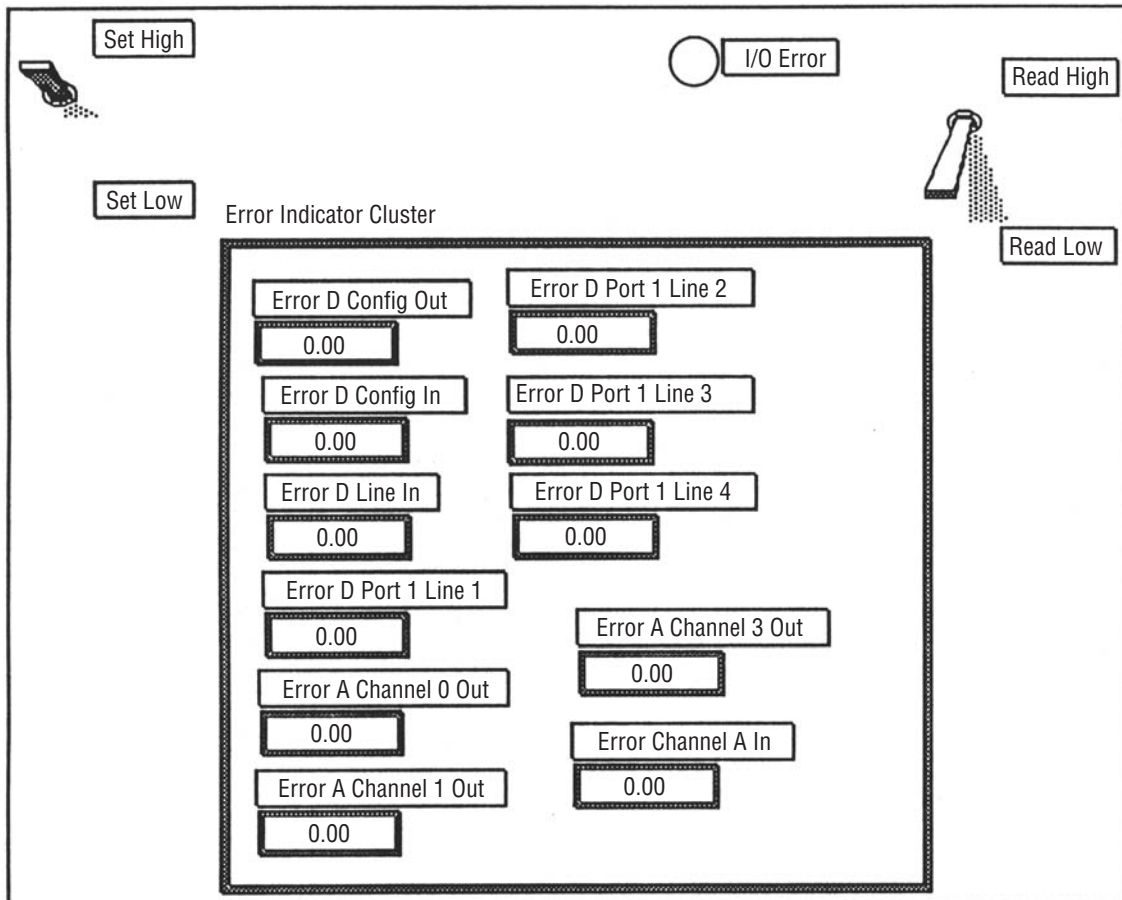 Set High
I/O Error
Read High
Set Low
Read Low
Error Indicator Cluster
Error D Config Out
0.00
Error D Config In
0.00
Error D Line In
0.00
Error D Port 1 Line 1
0.00
Error A Channel 0 Out
0.00
Error A Channel 1 Out
0.00
Error D Port 1 Line 2
0.00
Error D Port 1 Line 3
0.00
Error D Port 1 Line 4
0.00
Error A Channel 3 Out
0.00
Error Channel A In
0.00